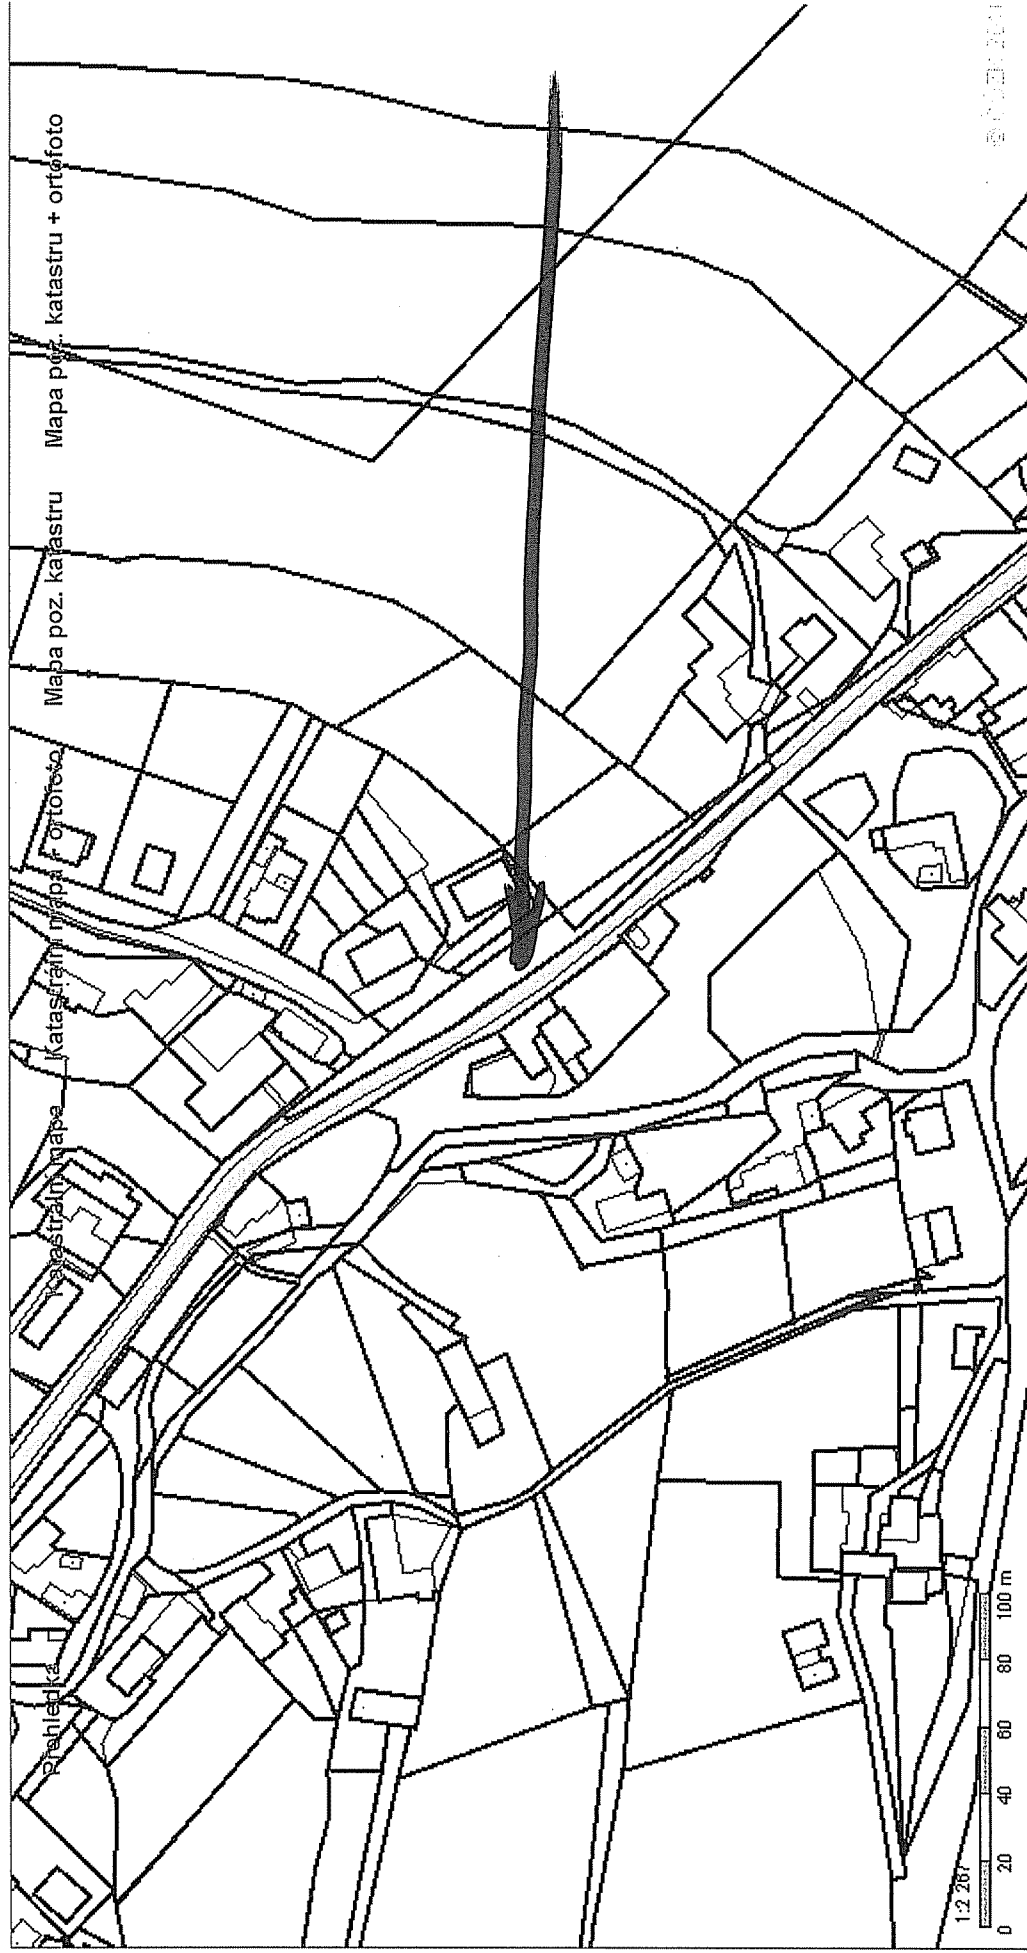 Přehledka Katastrální mapa Katastrální mapa + ortofoto Mapa poz. katastru Mapa poz. katastru + ortofoto
1:2 267
0 20 40 60 80 100 m